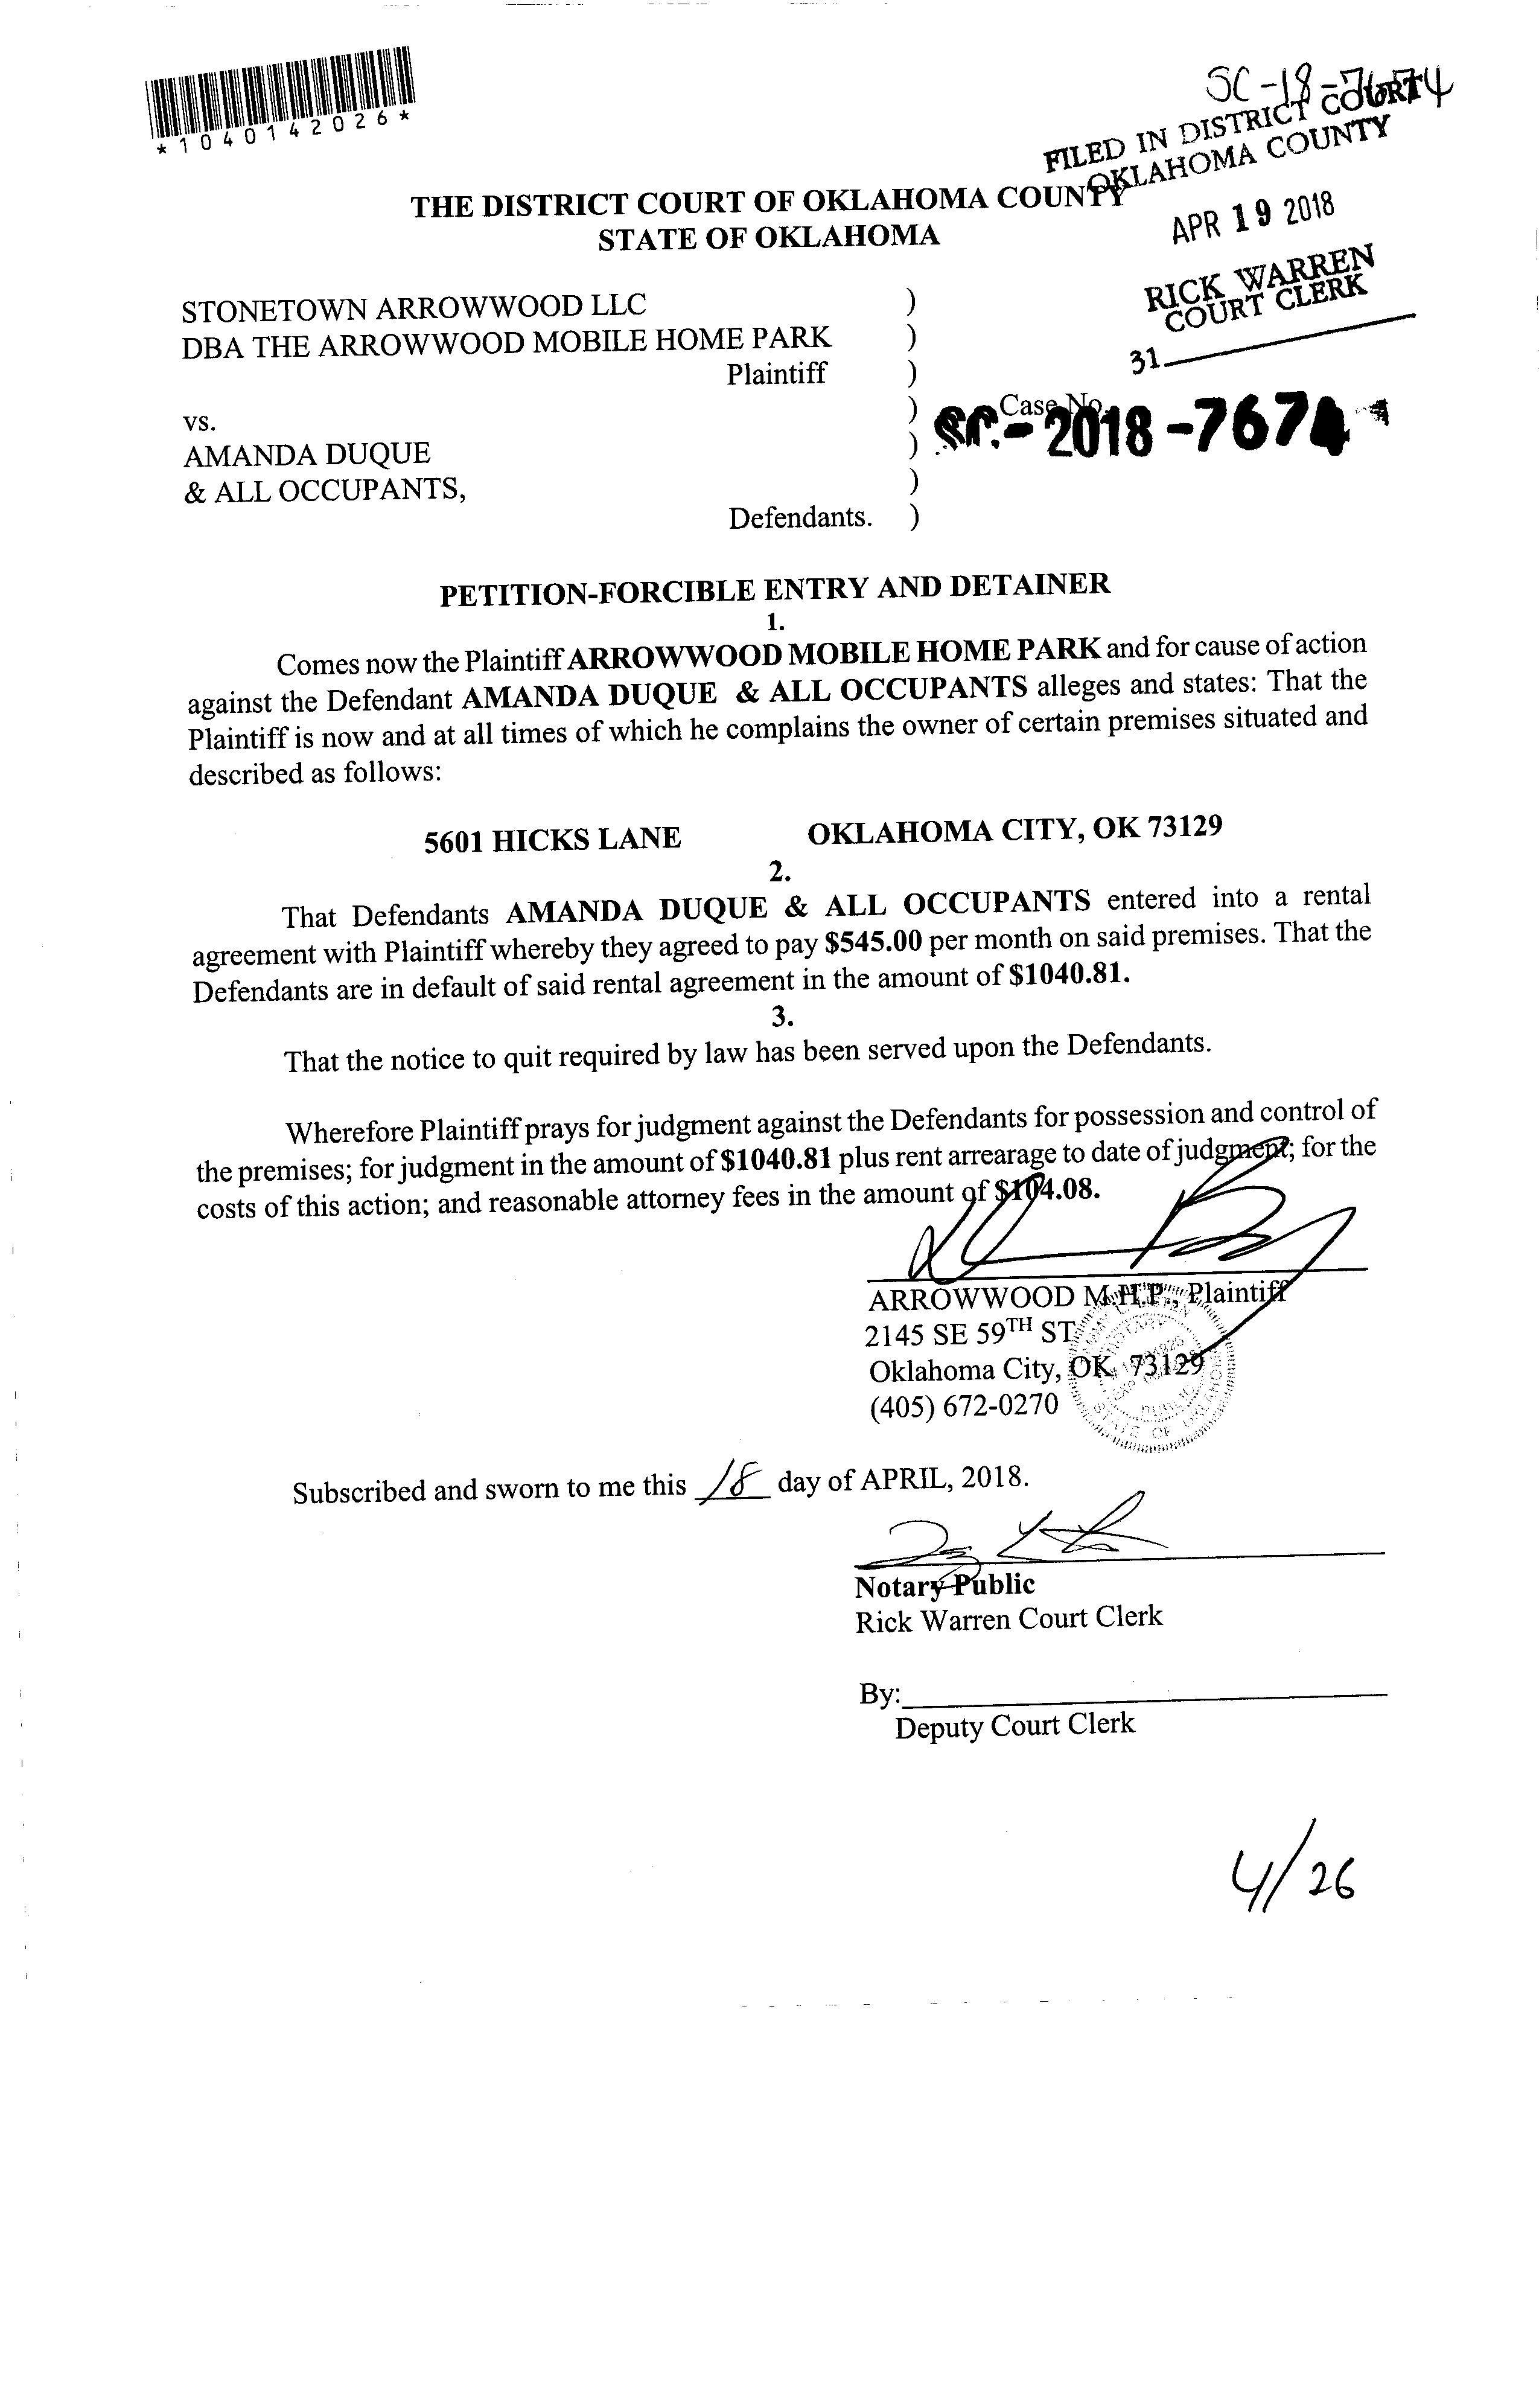 *1040142026*
SC-18-7674
FILED IN DISTRICT COURT
OKLAHOMA COUNTY
THE DISTRICT COURT OF OKLAHOMA COUNTY
STATE OF OKLAHOMA
APR 19 2018
RICK WARREN
COURT CLERK
31
STONETOWN ARROWWOOD LLC )
DBA THE ARROWWOOD MOBILE HOME PARK )
Plaintiff )
) Case No.
SC-2018-7674
vs.
AMANDA DUQUE )
& ALL OCCUPANTS, )
Defendants. )
PETITION-FORCIBLE ENTRY AND DETAINER
1.
Comes now the Plaintiff ARROWWOOD MOBILE HOME PARK and for cause of action
against the Defendant AMANDA DUQUE & ALL OCCUPANTS alleges and states: That the
Plaintiff is now and at all times of which he complains the owner of certain premises situated and
described as follows:
5601 HICKS LANE OKLAHOMA CITY, OK 73129
2.
That Defendants AMANDA DUQUE & ALL OCCUPANTS entered into a rental
agreement with Plaintiff whereby they agreed to pay $545.00 per month on said premises. That the
Defendants are in default of said rental agreement in the amount of $1040.81.
3.
That the notice to quit required by law has been served upon the Defendants.
Wherefore Plaintiff prays for judgment against the Defendants for possession and control of
the premises; for judgment in the amount of $1040.81 plus rent arrearage to date of judgment; for the
costs of this action; and reasonable attorney fees in the amount of $104.08.
ARROWWOOD M.H.P., Plaintiff
2145 SE 59TH ST
Oklahoma City, OK 73129
(405) 672-0270
NOTARY
PUBLIC
STATE OF OKLAHOMA
Subscribed and sworn to me this 18 day of APRIL, 2018.
Notary Public
Rick Warren Court Clerk
By:
Deputy Court Clerk
4/26